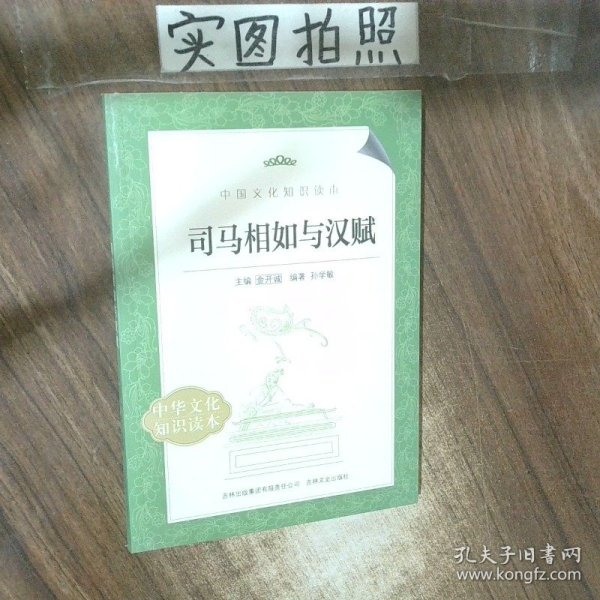 实图拍照
中国文化知识读本
司马相如与汉赋
主编 金开诚 编著 孙学敏
中华文化
知识读本
吉林出版集团有限责任公司 吉林文史出版社
孔夫子旧书网
www.kongfz.com